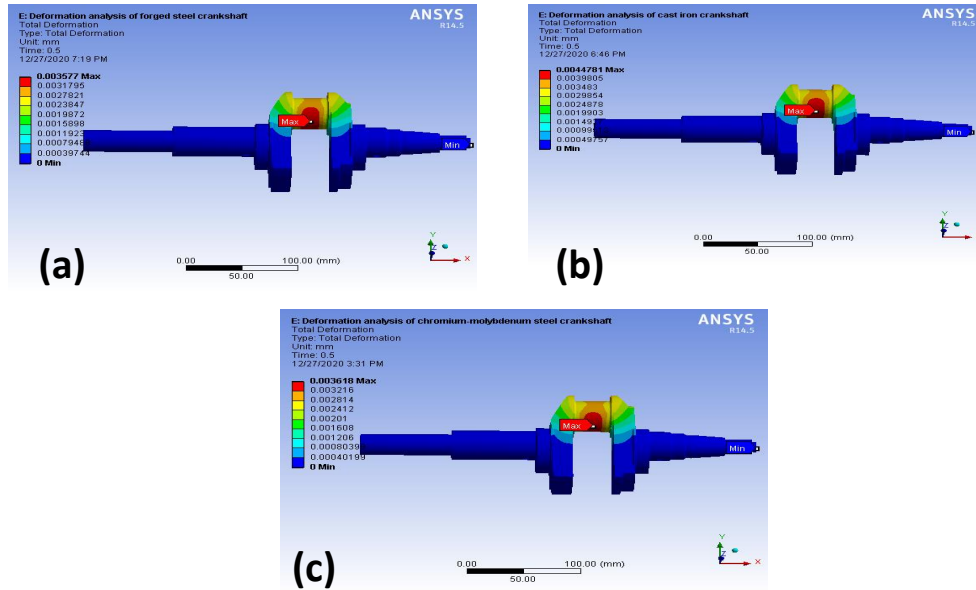 E: Deformation analysis of forged steel crankshaft
Total Deformation
Type: Total Deformation
Unit: mm
Time: 0.5
12/27/2020 7:19 PM
ANSYS
R14.5
0.003577 Max
0.0031795
0.0027821
0.0023847
0.0019872
0.0015898
0.0011923
0.00079487
0.00039744
0 Min
Max
Min
Y
Z
X
0.00
100.00 (mm)
50.00
(a)
E: Deformation analysis of cast iron crankshaft
Total Deformation
Type: Total Deformation
Unit: mm
Time: 0.5
12/27/2020 6:46 PM
ANSYS
R14.5
0.0044781 Max
0.0039805
0.003483
0.0029854
0.0024878
0.0019903
0.00049757
0 Min
Max
Min
Y
Z
0.00
100.00 (mm)
50.00
(b)
E: Deformation analysis of chromium-molybdenum steel crankshaft
Total Deformation
Type: Total Deformation
Unit: mm
Time: 0.5
12/27/2020 3:31 PM
ANSYS
R14.5
0.003618 Max
0.003216
0.002814
0.002412
0.00201
0.001608
0.001206
0.00040199
0 Min
Max
Min
Y
Z
X
0.00
100.00 (mm)
50.00
(c)